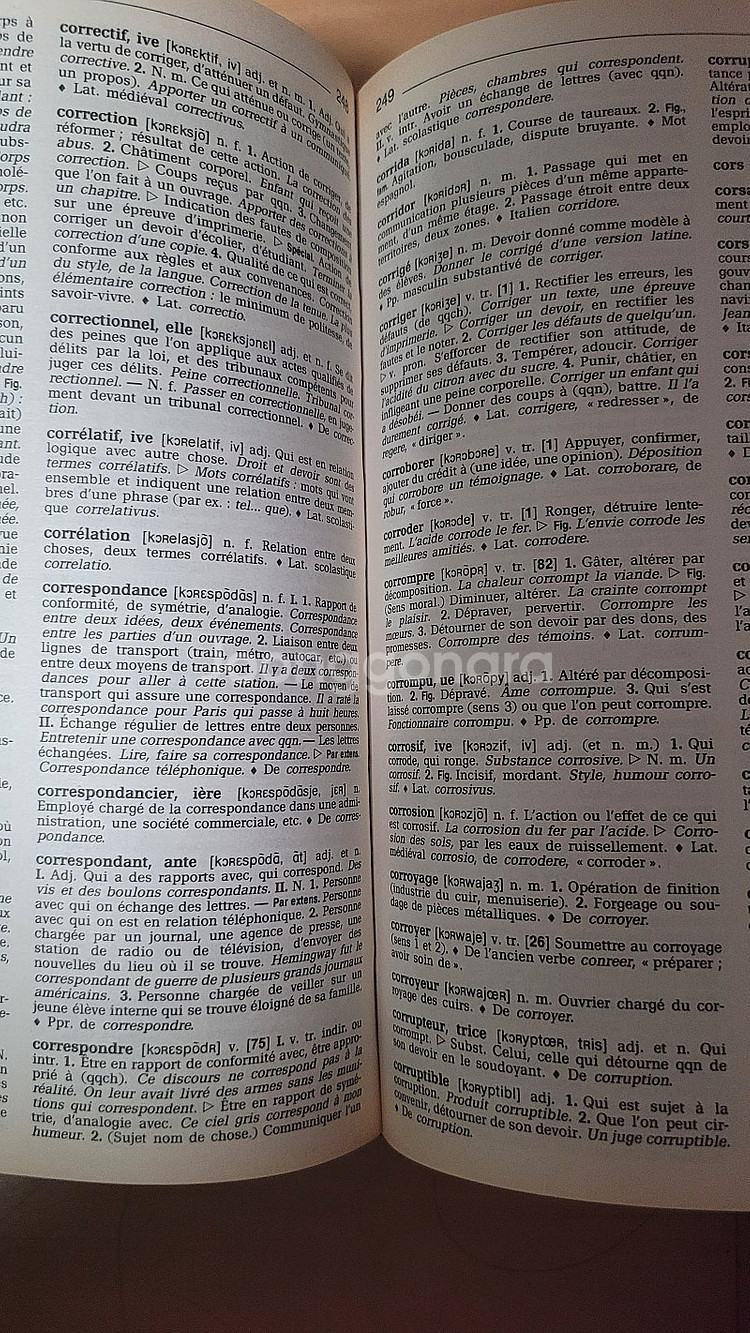 248
correctif, ive [kɔʀɛktif, iv] adj. et n. m. 1. Adj. Qui
la vertu de corriger, d'atténuer un défaut. Gymnastique
corrective. 2. N. m. Ce qui atténue ou corrige (un texte,
un propos). Apporter un correctif à un communiqué
♦ Lat. médiéval correctivus.
correction [kɔʀɛksjɔ̃] n. f. 1. Action de corriger, de
réformer ; résultat de cette action. La correction des
abus. 2. Châtiment corporel. Enfant qui reçoit une
correction. ▷ Coups reçus par qqn. 3. Changement
que l'on fait à un ouvrage. Apporter des corrections
un chapitre. ▷ Indication des fautes de composition
sur une épreuve d'imprimerie. ▷ Spécial. Action de
corriger un devoir d'écolier, d'étudiant. Terminer la
correction d'une copie. 4. Qualité de ce qui est correct,
conforme aux règles et aux convenances. Correction
du style, de la langue. Correction de la tenue. La plus
élémentaire correction : le minimum de politesse, de
savoir-vivre. ♦ Lat. correctio.
correctionnel, elle [kɔʀɛksjɔnɛl] adj. et n. f. Se dit
des peines que l'on applique aux actes qualifiés de
délits par la loi, et des tribunaux compétents pour
juger ces délits. Peine correctionnelle. Tribunal cor-
rectionnel. — N. f. Passer en correctionnelle, en juge-
ment devant un tribunal correctionnel. ♦ De correc-
tion.
corrélatif, ive [kɔʀelatif, iv] adj. Qui est en relation
logique avec autre chose. Droit et devoir sont des
termes corrélatifs. ▷ Mots corrélatifs : mots qui vont
ensemble et indiquent une relation entre deux mem-
bres d'une phrase (par ex. : tel... que). ♦ Lat. scolasti-
que correlativus.
corrélation [kɔʀelasjɔ̃] n. f. Relation entre deux
choses, deux termes corrélatifs. ♦ Lat. scolastique
correlatio.
correspondance [kɔʀɛspɔ̃dɑ̃s] n. f. I. 1. Rapport de
conformité, de symétrie, d'analogie. Correspondance
entre deux idées, deux événements. Correspondance
entre les parties d'un ouvrage. 2. Liaison entre deux
lignes de transport (train, métro, autocar, etc.) ou
entre deux moyens de transport. Il y a deux correspon-
dances pour aller à cette station. — Le moyen de
transport qui assure une correspondance. Il a raté la
correspondance pour Paris qui passe à huit heures.
II. Échange régulier de lettres entre deux personnes.
Entretenir une correspondance avec qqn. — Les lettres
échangées. Lire, faire sa correspondance. ▷ Par extens.
Correspondance téléphonique. ♦ De correspondre.
correspondancier, ière [kɔʀɛspɔ̃dɑ̃sje, jɛʀ] n.
Employé chargé de la correspondance dans une admi-
nistration, une société commerciale, etc. ♦ De corres-
pondance.
correspondant, ante [kɔʀɛspɔ̃dɑ̃, ɑ̃t] adj. et n.
I. Adj. Qui a des rapports avec, qui correspond. Des
vis et des boulons correspondants. II. N. 1. Personne
avec qui on échange des lettres. — Par extens. Personne
avec qui on est en relation téléphonique. 2. Personne
chargée par un journal, une agence de presse, une
station de radio ou de télévision, d'envoyer des
nouvelles du lieu où il se trouve. Hemingway fut le
correspondant de guerre de plusieurs grands journaux
américains. 3. Personne chargée de veiller sur un
jeune élève interne qui se trouve éloigné de sa famille.
♦ Ppr. de correspondre.
correspondre [kɔʀɛspɔ̃dʀ] v. [75] I. v. tr. indir. ou
intr. 1. Être en rapport de conformité avec, être appro-
prié à (qqch). Ce discours ne correspond pas à la
réalité. On leur avait livré des armes sans les muni-
tions qui correspondent. ▷ Être en rapport de symé-
trie, d'analogie avec. Ce ciel gris correspond à mon
humeur. 2. (Sujet nom de chose.) Communiquer l'un
249
avec l'autre. Pièces, chambres qui correspondent.
II. v. intr. Avoir un échange de lettres (avec qqn).
♦ Lat. scolastique correspondere.
corrida [kɔʀida] n. f. 1. Course de taureaux. 2. Fig.,
fam. Agitation, bousculade, dispute bruyante. ♦ Mot
espagnol.
corridor [kɔʀidɔʀ] n. m. 1. Passage qui met en
communication plusieurs pièces d'un même apparte-
ment, d'un même étage. 2. Passage étroit entre deux
territoires, deux zones. ♦ Italien corridore.
corrigé [kɔʀiʒe] n. m. Devoir donné comme modèle à
des élèves. Donner le corrigé d'une version latine.
♦ Pp. masculin substantivé de corriger.
corriger [kɔʀiʒe] v. tr. [1] 1. Rectifier les erreurs, les
défauts (de qqch). Corriger un texte, une épreuve
d'imprimerie. ▷ Corriger un devoir, en rectifier les
fautes et le noter. 2. Corriger les défauts de quelqu'un.
▷ v. pron. S'efforcer de rectifier son attitude, de
supprimer ses défauts. 3. Tempérer, adoucir. Corriger
l'acidité du citron avec du sucre. 4. Punir, châtier, en
infligeant une peine corporelle. Corriger un enfant qui
a désobéi. — Donner des coups à (qqn), battre. Il l'a
durement corrigé. ♦ Lat. corrigere, « redresser », de
regere, « diriger ».
corroborer [kɔʀɔbɔʀe] v. tr. [1] Appuyer, confirmer,
ajouter du crédit à (une idée, une opinion). Déposition
qui corrobore un témoignage. ♦ Lat. corroborare, de
robur, « force ».
corroder [kɔʀɔde] v. tr. [1] Ronger, détruire lente-
ment. L'acide corrode le fer. ▷ Fig. L'envie corrode les
meilleures amitiés. ♦ Lat. corrodere.
corrompre [kɔʀɔ̃pʀ] v. tr. [82] 1. Gâter, altérer par
décomposition. La chaleur corrompt la viande. ▷ Fig.
(Sens moral.) Diminuer, altérer. La crainte corrompt
le plaisir. 2. Dépraver, pervertir. Corrompre les
mœurs. 3. Détourner de son devoir par des dons, des
promesses. Corrompre des témoins. ♦ Lat. corrum-
pere.
corrompu, ue [kɔʀɔ̃py] adj. 1. Altéré par décomposi-
tion. 2. Fig. Dépravé. Âme corrompue. 3. Qui s'est
laissé corrompre (sens 3) ou que l'on peut corrompre.
Fonctionnaire corrompu. ♦ Pp. de corrompre.
corrosif, ive [kɔʀɔzif, iv] adj. (et n. m.) 1. Qui
corrode, qui ronge. Substance corrosive. ▷ N. m. Un
corrosif. 2. Fig. Incisif, mordant. Style, humour corro-
sif. ♦ Lat. corrosivus.
corrosion [kɔʀɔzjɔ̃] n. f. L'action ou l'effet de ce qui
est corrosif. La corrosion du fer par l'acide. ▷ Corro-
sion des sols, par les eaux de ruissellement. ♦ Lat.
médiéval corrosio, de corrodere, « corroder ».
corroyage [kɔʀwajaʒ] n. m. 1. Opération de finition
(industrie du cuir, menuiserie). 2. Forgeage ou sou-
dage de pièces métalliques. ♦ De corroyer.
corroyer [kɔʀwaje] v. tr. [26] Soumettre au corroyage
(sens 1 et 2). ♦ De l'ancien verbe conreer, « préparer ;
avoir soin de ».
corroyeur [kɔʀwajœʀ] n. m. Ouvrier chargé du cor-
royage des cuirs. ♦ De corroyer.
corrupteur, trice [kɔʀyptœʀ, tʀis] adj. et n. Qui
corrompt. ▷ Subst. Celui, celle qui détourne qqn de
son devoir en le soudoyant. ♦ De corruption.
corruptible [kɔʀyptibl] adj. 1. Qui est sujet à la
corruption. Produit corruptible. 2. Que l'on peut cir-
convenir, détourner de son devoir. Un juge corruptible.
♦ De corruption.